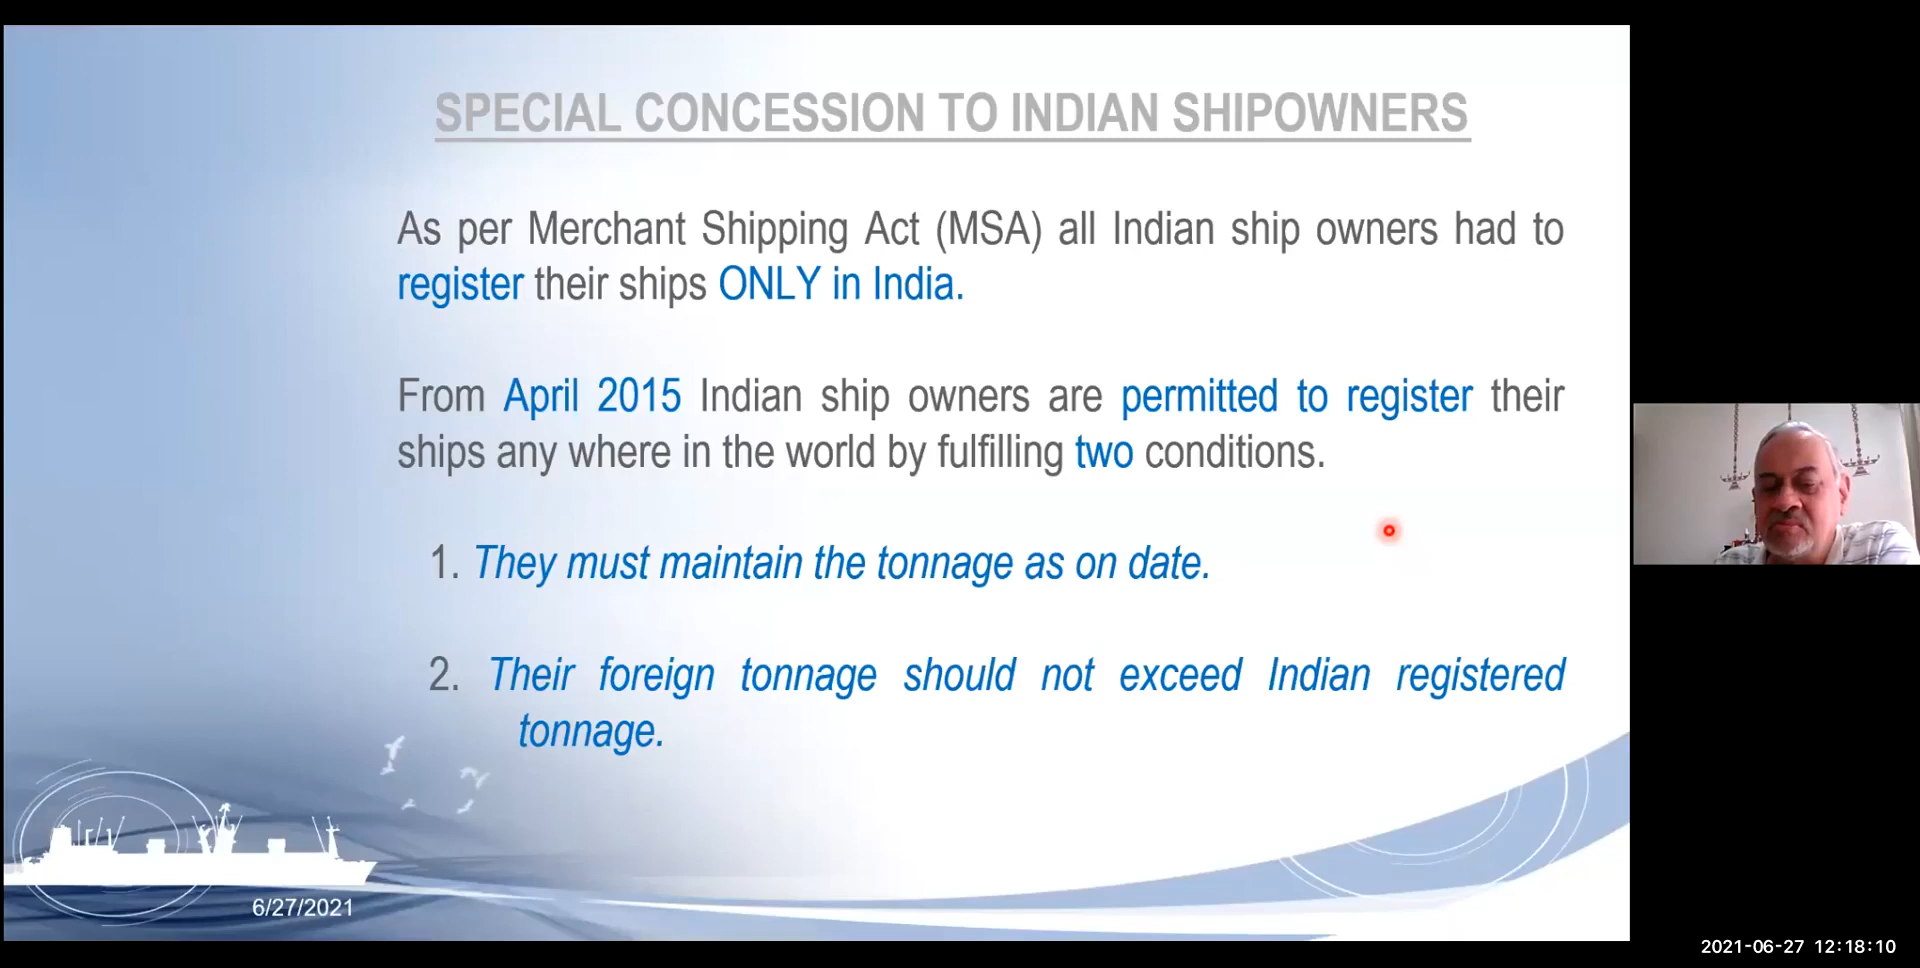 SPECIAL CONCESSION TO INDIAN SHIPOWNERS
As per Merchant Shipping Act (MSA) all Indian ship owners had to
register their ships ONLY in India.
From April 2015 Indian ship owners are permitted to register their
ships any where in the world by fulfilling two conditions.
1. They must maintain the tonnage as on date.
2. Their foreign tonnage should not exceed Indian registered
tonnage.
6/27/2021
2021-06-27 12:18:10